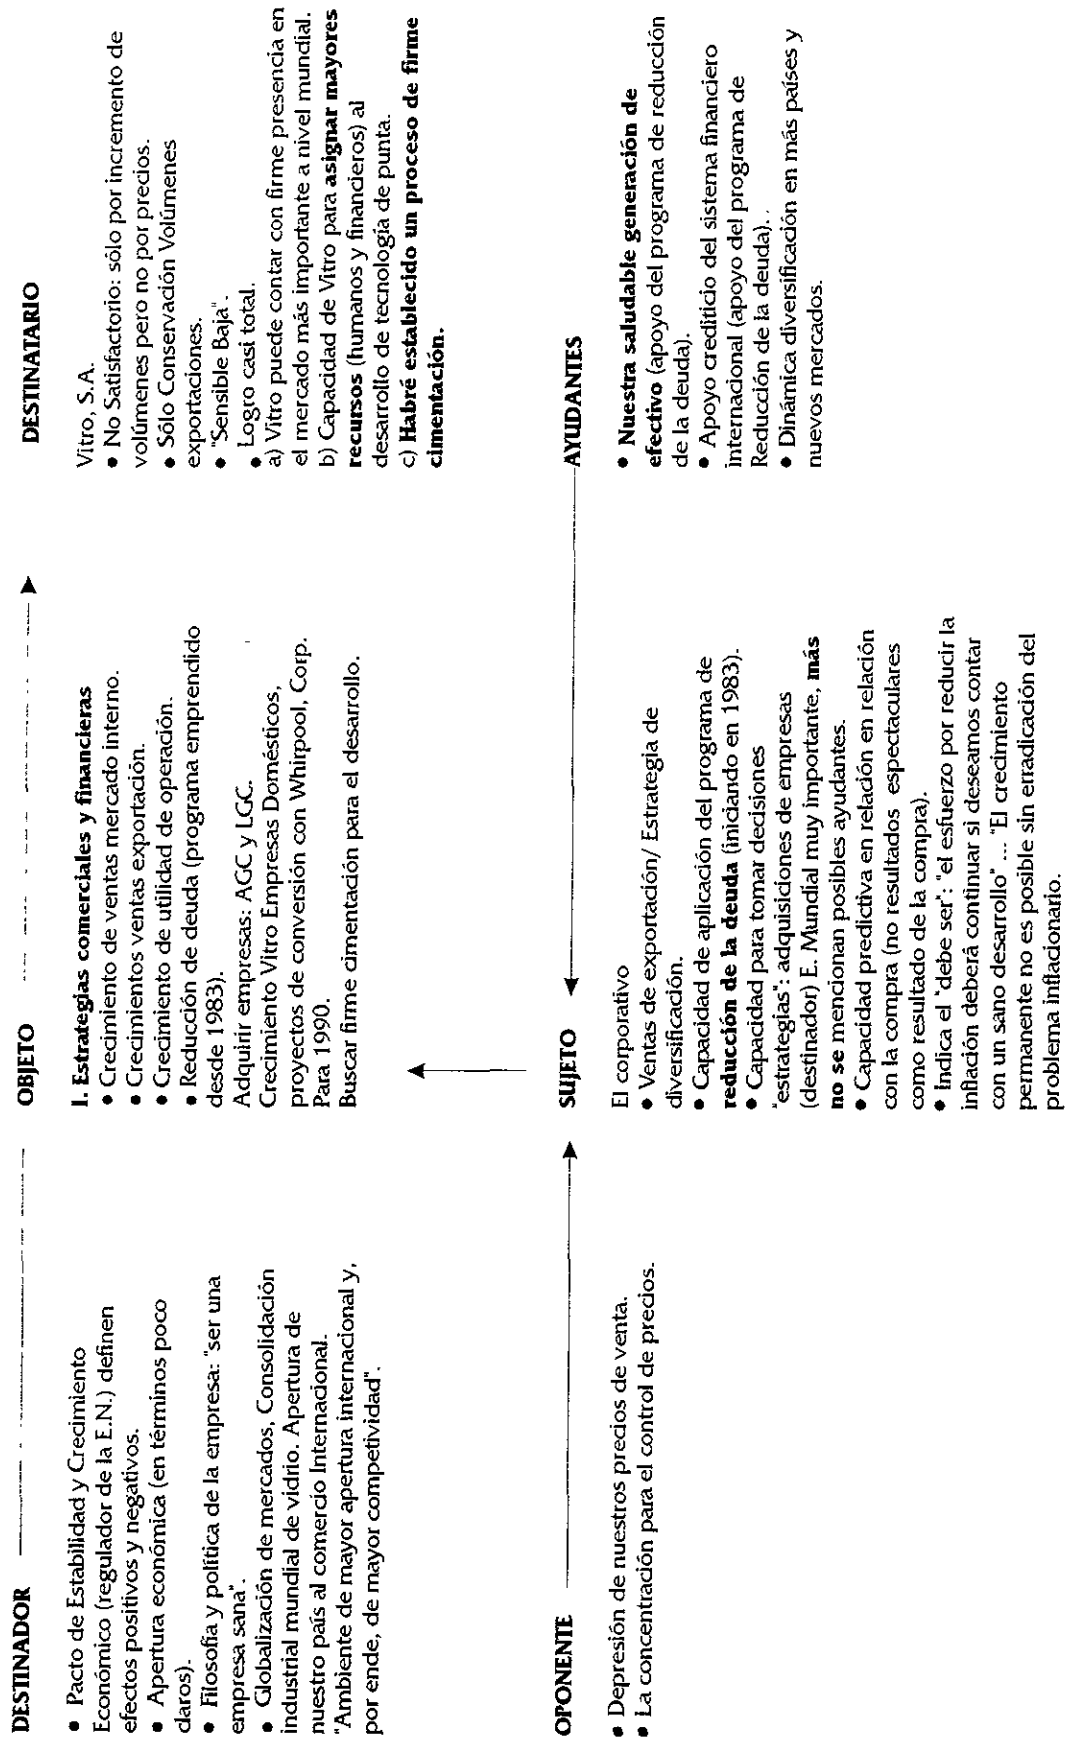 DESTINADOR
• Pacto de Estabilidad y Crecimiento
Económico (regulador de la E.N.) definen
efectos positivos y negativos.
• Apertura económica (en términos poco
claros).
• Filosofía y política de la empresa: "ser una
empresa sana".
• Globalización de mercados, Consolidación
industrial mundial de vidrio. Apertura de
nuestro país al comercio Internacional.
"Ambiente de mayor apertura internacional y,
por ende, de mayor competividad".
OBJETO
I. Estrategias comerciales y financieras
• Crecimiento de ventas mercado interno.
• Crecimientos ventas exportación.
• Crecimiento de utilidad de operación.
• Reducción de deuda (programa emprendido
desde 1983).
Adquirir empresas: AGC y LGC.
Crecimiento Vitro Empresas Domésticos,
proyectos de conversión con Whirpool, Corp.
Para 1990.
Buscar firme cimentación para el desarrollo.
DESTINATARIO
Vitro, S.A.
• No Satisfactorio: sólo por incremento de
volúmenes pero no por precios.
• Sólo Conservación Volúmenes
exportaciones.
• "Sensible Baja".
• Logro casi total.
a) Vitro puede contar con firme presencia en
el mercado más importante a nivel mundial.
b) Capacidad de Vitro para asignar mayores
recursos (humanos y financieros) al
desarrollo de tecnología de punta.
c) Habré establecido un proceso de firme
cimentación.
OPONENTE
• Depresión de nuestros precios de venta.
• La concentración para el control de precios.
SUJETO
El corporativo
• Ventas de exportación/ Estrategia de
diversificación.
• Capacidad de aplicación del programa de
reducción de la deuda (iniciando en 1983).
• Capacidad para tomar decisiones
"estrategias": adquisiciones de empresas
(destinador) E. Mundial muy importante, más
no se mencionan posibles ayudantes.
• Capacidad predictiva en relación en relación
con la compra (no resultados espectaculares
como resultado de la compra).
• Indica el "debe ser": "el esfuerzo por reducir la
inflación deberá continuar si deseamos contar
con un sano desarrollo" ... "El crecimiento
permanente no es posible sin erradicación del
problema inflacionario.
AYUDANTES
• Nuestra saludable generación de
efectivo (apoyo del programa de reducción
de la deuda).
• Apoyo crediticio del sistema financiero
internacional (apoyo del programa de
Reducción de la deuda)..
• Dinámica diversificación en más países y
nuevos mercados.